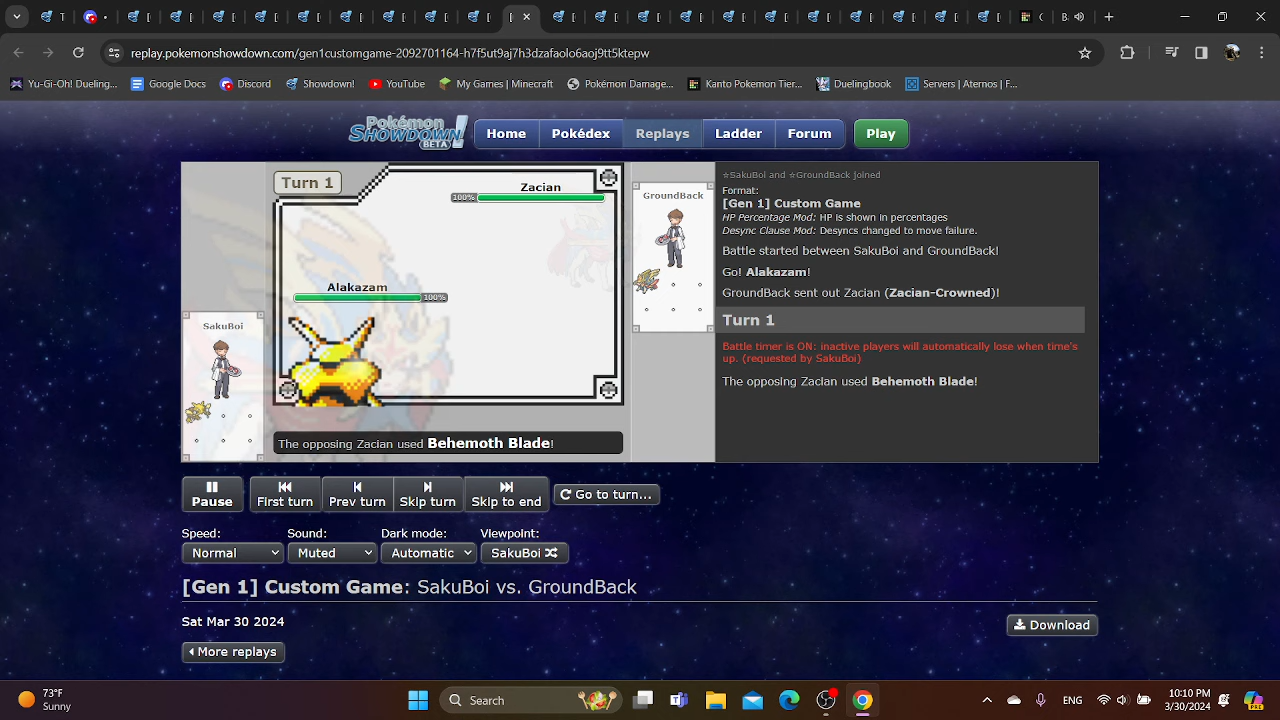 B:
replay.pokemonshowdown.com/gen1customgame-2092701164-h7f5ut9aj7h3dzafaolo6aoj9tt5ktepw
Yu-Gi-Oh! Dueling...
Google Docs
Discord
Showdown!
YouTube
My Games | Minecraft
Pokémon Damage...
Kanto Pokemon Tier...
Duelingbook
Servers | Aternos | F...
Pokémon
SHOWDOWN!
BETA
Home
Pokédex
Replays
Ladder
Forum
Play
Turn 1
Zacian
100%
Alakazam
100%
SakuBoi
GroundBack
The opposing Zacian used Behemoth Blade!
☆SakuBoi and ☆GroundBack joined
Format:
[Gen 1] Custom Game
HP Percentage Mod: HP is shown in percentages
Desync Clause Mod: Desyncs changed to move failure.
Battle started between SakuBoi and GroundBack!
Go! Alakazam!
GroundBack sent out Zacian (Zacian-Crowned)!
Turn 1
Battle timer is ON: inactive players will automatically lose when time's
up. (requested by SakuBoi)
The opposing Zacian used Behemoth Blade!
Pause
First turn
Prev turn
Skip turn
Skip to end
Go to turn...
Speed:
Sound:
Dark mode:
Viewpoint:
Normal
Muted
Automatic
SakuBoi
[Gen 1] Custom Game: SakuBoi vs. GroundBack
Sat Mar 30 2024
Download
More replays
73°F
Sunny
Search
ENG
10:10 PM
3/30/2024
PRE